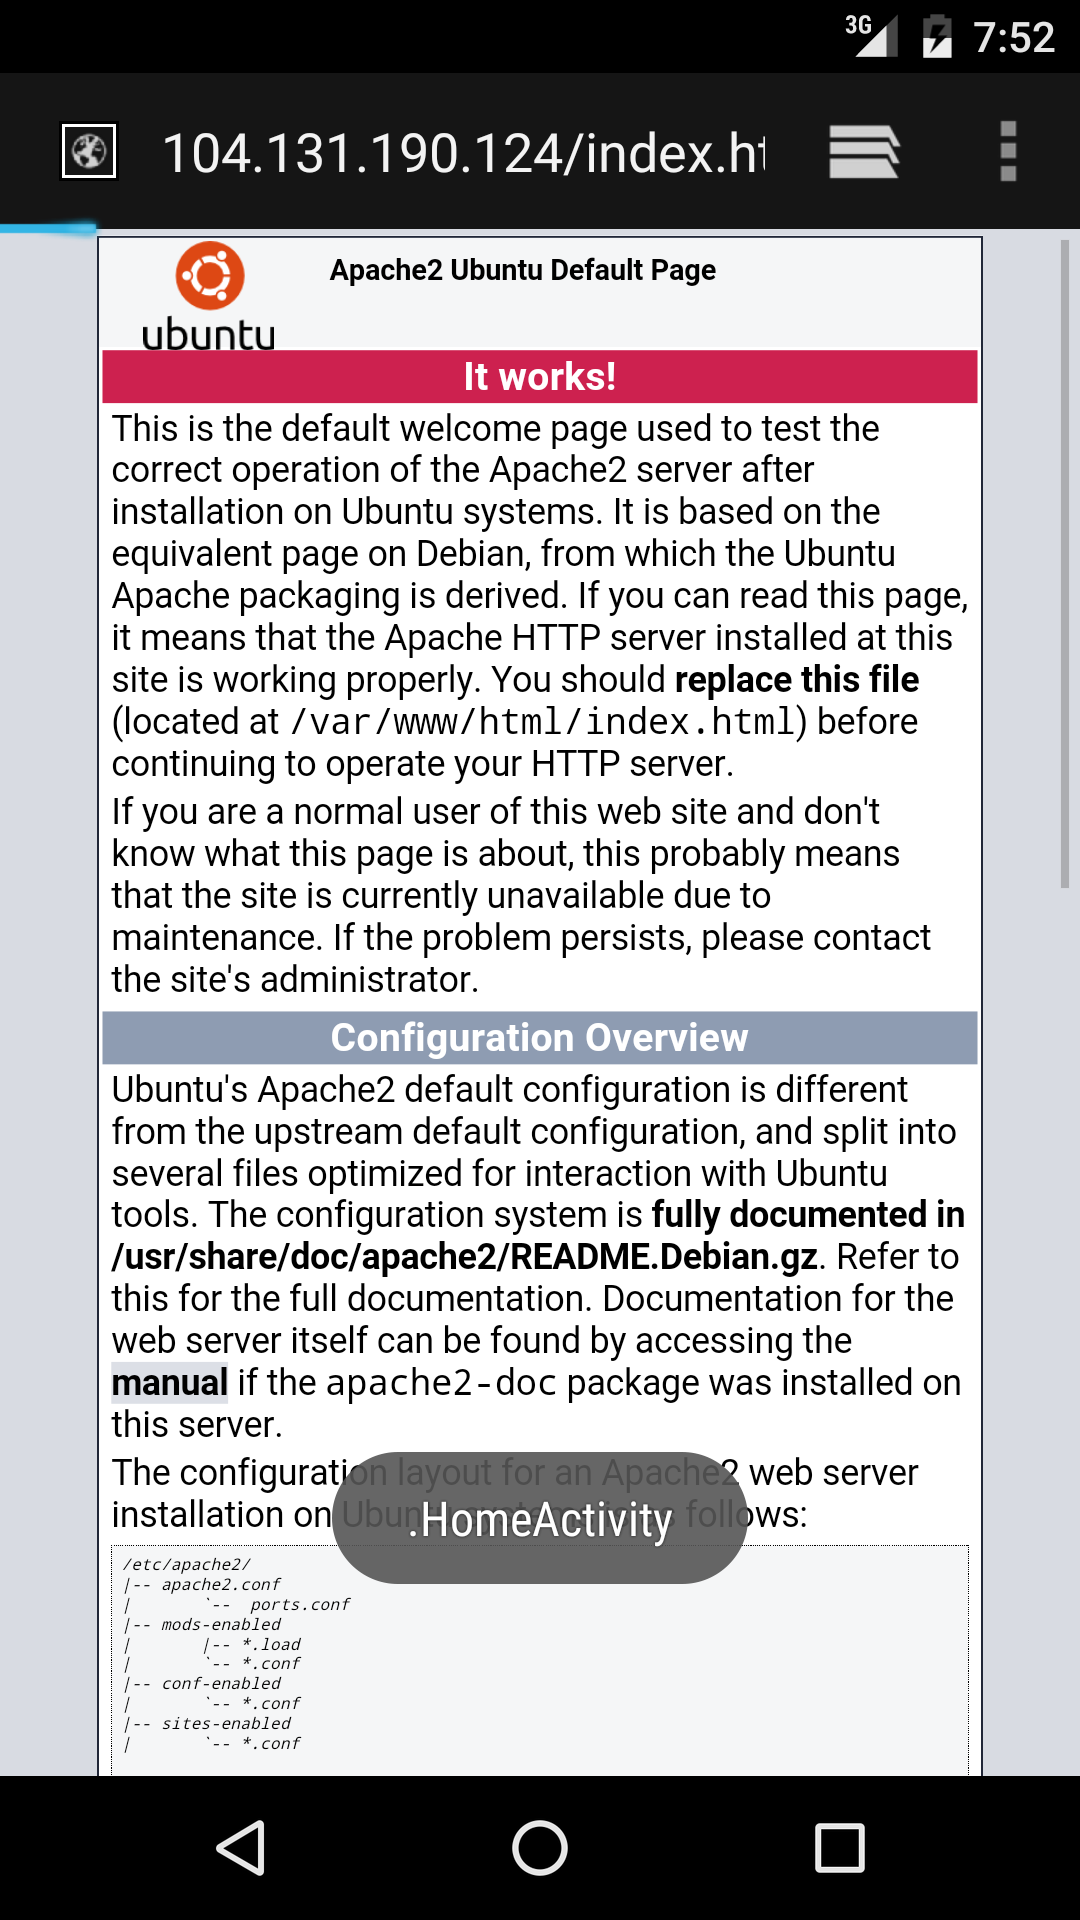 3G 7:52
104.131.190.124/index.ht
ubuntu
Apache2 Ubuntu Default Page
It works!
This is the default welcome page used to test the
correct operation of the Apache2 server after
installation on Ubuntu systems. It is based on the
equivalent page on Debian, from which the Ubuntu
Apache packaging is derived. If you can read this page,
it means that the Apache HTTP server installed at this
site is working properly. You should replace this file
(located at /var/www/html/index.html) before
continuing to operate your HTTP server.
If you are a normal user of this web site and don't
know what this page is about, this probably means
that the site is currently unavailable due to
maintenance. If the problem persists, please contact
the site's administrator.
Configuration Overview
Ubuntu's Apache2 default configuration is different
from the upstream default configuration, and split into
several files optimized for interaction with Ubuntu
tools. The configuration system is fully documented in
/usr/share/doc/apache2/README.Debian.gz. Refer to
this for the full documentation. Documentation for the
web server itself can be found by accessing the
manual if the apache2-doc package was installed on
this server.
The configuration layout for an Apache2 web server
installation on Ubuntu systems is as follows:
.HomeActivity
/etc/apache2/
|-- apache2.conf
|       `--  ports.conf
|-- mods-enabled
|       |-- *.load
|       `-- *.conf
|-- conf-enabled
|       `-- *.conf
|-- sites-enabled
|       `-- *.conf